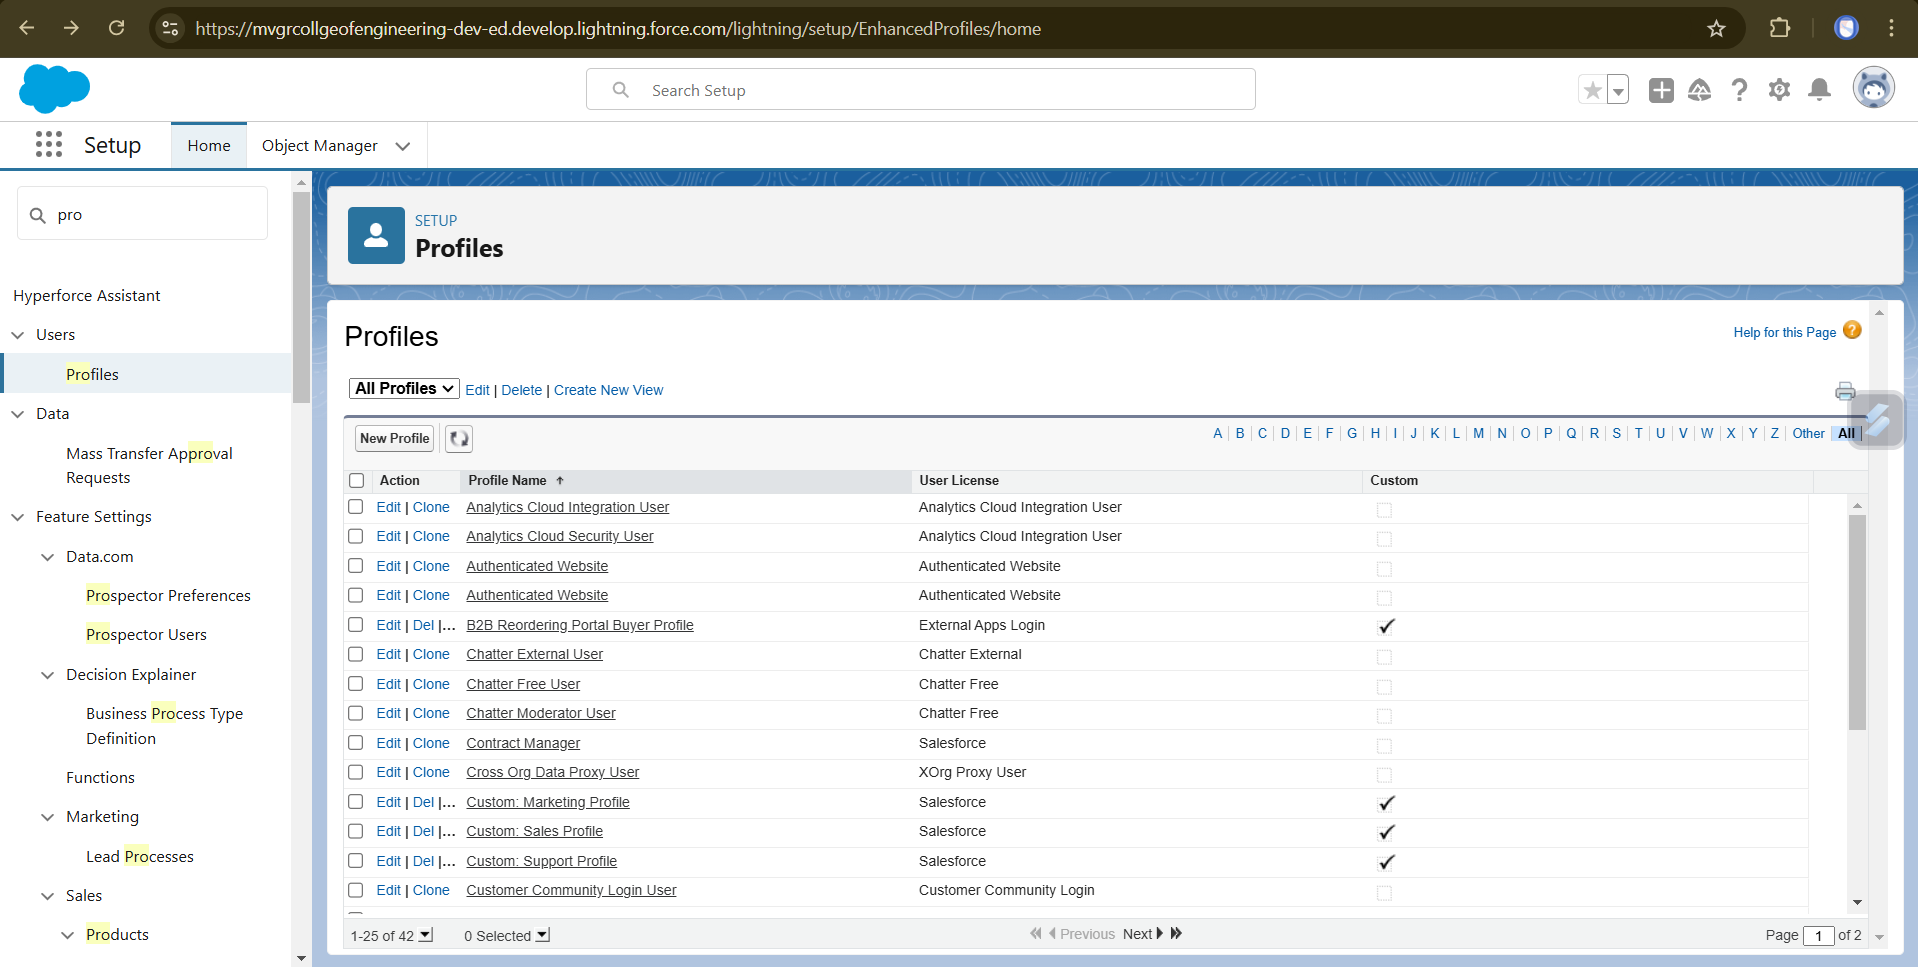 https://mvgrcollgeofengineering-dev-ed.develop.lightning.force.com/lightning/setup/EnhancedProfiles/home
Search Setup
Setup Home Object Manager
pro
Hyperforce Assistant
Users
Profiles
Data
Mass Transfer Approval
Requests
Feature Settings
Data.com
Prospector Preferences
Prospector Users
Decision Explainer
Business Process Type
Definition
Functions
Marketing
Lead Processes
Sales
Products
SETUP
Profiles
Profiles
Help for this Page ?
All Profiles Edit | Delete | Create New View
New Profile
A | B | C | D | E | F | G | H | I | J | K | L | M | N | O | P | Q | R | S | T | U | V | W | X | Y | Z | Other | All
Action Profile Name User License Custom
Edit | Clone Analytics Cloud Integration User Analytics Cloud Integration User
Edit | Clone Analytics Cloud Security User Analytics Cloud Integration User
Edit | Clone Authenticated Website Authenticated Website
Edit | Clone Authenticated Website Authenticated Website
Edit | Del |... B2B Reordering Portal Buyer Profile External Apps Login
Edit | Clone Chatter External User Chatter External
Edit | Clone Chatter Free User Chatter Free
Edit | Clone Chatter Moderator User Chatter Free
Edit | Clone Contract Manager Salesforce
Edit | Clone Cross Org Data Proxy User XOrg Proxy User
Edit | Del |... Custom: Marketing Profile Salesforce
Edit | Del |... Custom: Sales Profile Salesforce
Edit | Del |... Custom: Support Profile Salesforce
Edit | Clone Customer Community Login User Customer Community Login
1-25 of 42 0 Selected Previous Next Page 1 of 2